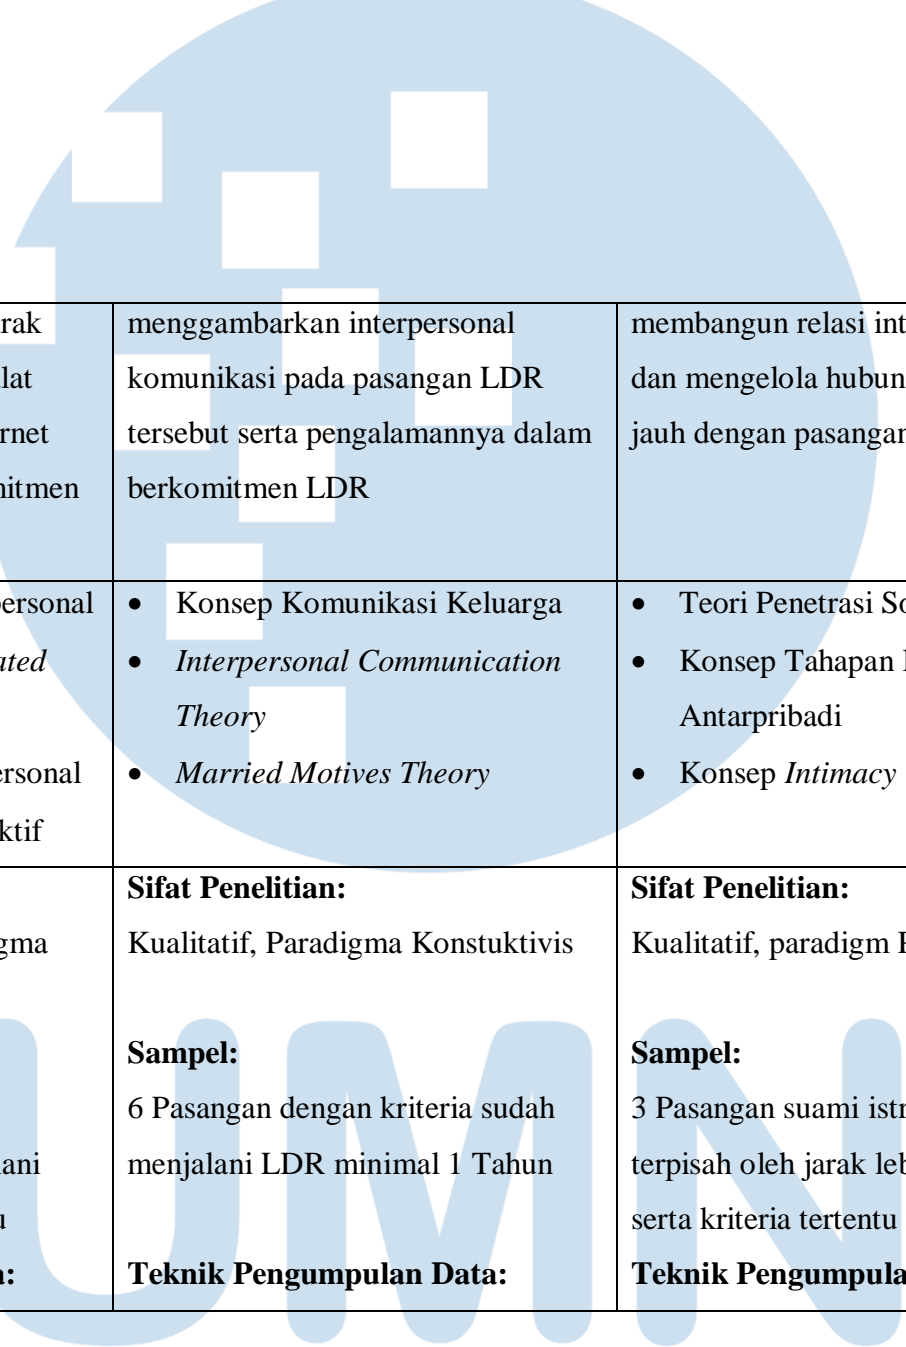 rak
lat
rnet
nitmen
menggambarkan interpersonal
komunikasi pada pasangan LDR
tersebut serta pengalamannya dalam
berkomitmen LDR
membangun relasi int
dan mengelola hubun
jauh dengan pasangan
personal
ated
ersonal
ktif
• Konsep Komunikasi Keluarga
• Interpersonal Communication
Theory
• Married Motives Theory
• Teori Penetrasi So
• Konsep Tahapan
Antarpribadi
• Konsep Intimacy
gma
ani
u
a:
Sifat Penelitian:
Kualitatif, Paradigma Konstuktivis
Sampel:
6 Pasangan dengan kriteria sudah
menjalani LDR minimal 1 Tahun
Teknik Pengumpulan Data:
Sifat Penelitian:
Kualitatif, paradigm
Sampel:
3 Pasangan suami istr
terpisah oleh jarak leb
serta kriteria tertentu
Teknik Pengumpula
UMN